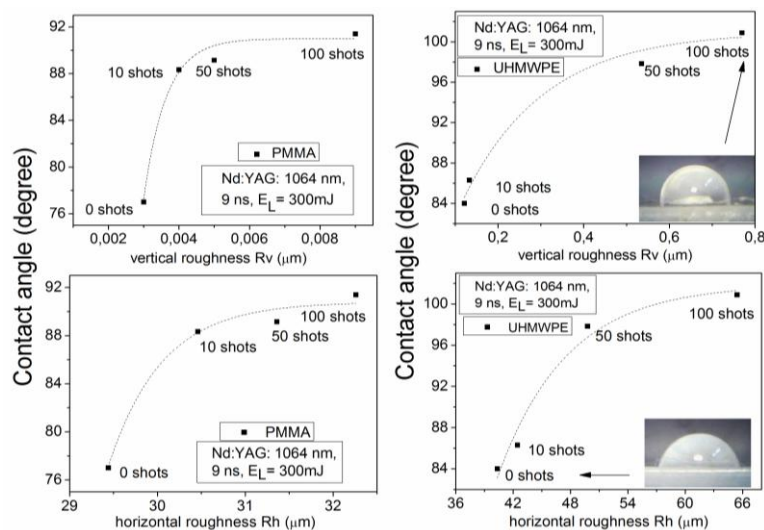 92
88
84
80
76
Contact angle (degree)
10 shots
50 shots
100 shots
0 shots
PMMA
Nd:YAG: 1064 nm,
9 ns, E_L= 300mJ
0,002 0,004 0,006 0,008
vertical roughness Rv (μm)
100
96
92
88
84
80
Contact angle (degree)
Nd:YAG: 1064 nm,
9 ns, E_L= 300mJ
UHMWPE
100 shots
50 shots
10 shots
0 shots
0,2 0,4 0,6 0,8
vertical roughness Rv (μm)
92
88
84
80
76
100 shots
50 shots
10 shots
0 shots
PMMA
Nd:YAG: 1064 nm,
9 ns, E_L= 300mJ
29 30 31 32
horizontal roughness Rh (μm)
104
100
96
92
88
84
Nd:YAG: 1064 nm,
9 ns, E_L= 300mJ
UHMWPE
100 shots
50 shots
10 shots
0 shots
36 42 48 54 60 66
horizontal roughness Rh (μm)